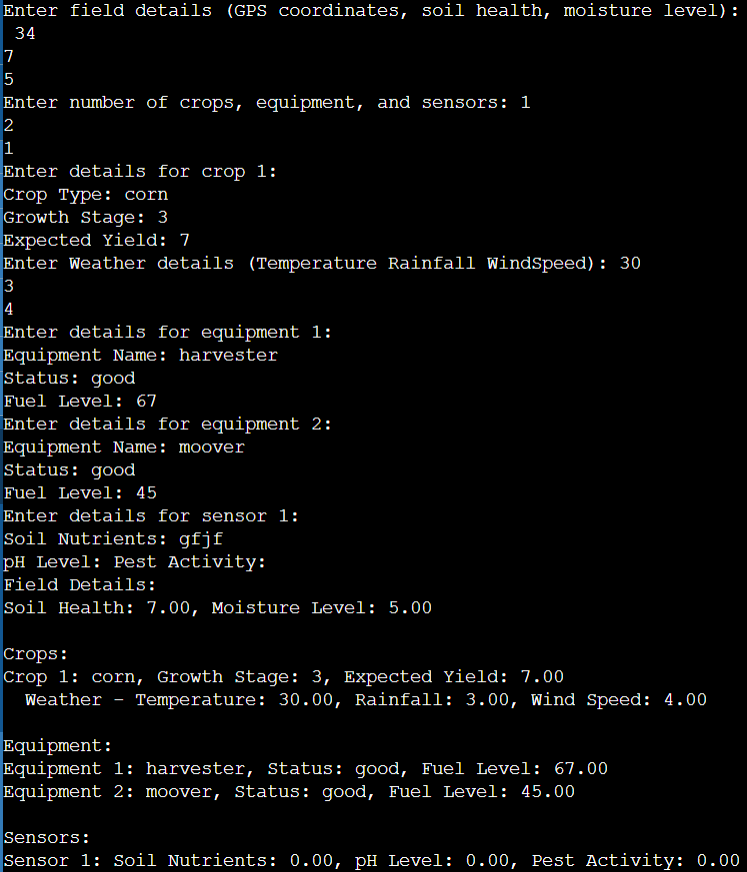 Enter field details (GPS coordinates, soil health, moisture level):
 34
7
5
Enter number of crops, equipment, and sensors: 1
2
1
Enter details for crop 1:
Crop Type: corn
Growth Stage: 3
Expected Yield: 7
Enter Weather details (Temperature Rainfall WindSpeed): 30
3
4
Enter details for equipment 1:
Equipment Name: harvester
Status: good
Fuel Level: 67
Enter details for equipment 2:
Equipment Name: moover
Status: good
Fuel Level: 45
Enter details for sensor 1:
Soil Nutrients: gfjf
pH Level: Pest Activity:
Field Details:
Soil Health: 7.00, Moisture Level: 5.00

Crops:
Crop 1: corn, Growth Stage: 3, Expected Yield: 7.00
  Weather - Temperature: 30.00, Rainfall: 3.00, Wind Speed: 4.00

Equipment:
Equipment 1: harvester, Status: good, Fuel Level: 67.00
Equipment 2: moover, Status: good, Fuel Level: 45.00

Sensors:
Sensor 1: Soil Nutrients: 0.00, pH Level: 0.00, Pest Activity: 0.00